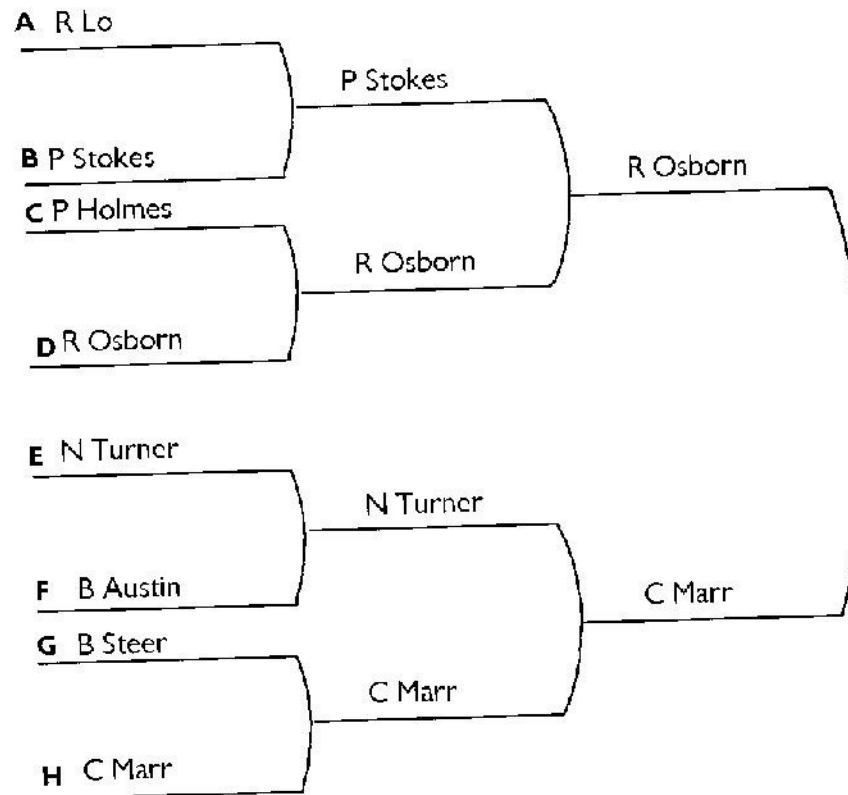 A R Lo
P Stokes
B P Stokes
R Osborn
C P Holmes
R Osborn
D R Osborn
E N Turner
N Turner
F B Austin
C Marr
G B Steer
C Marr
H C Marr